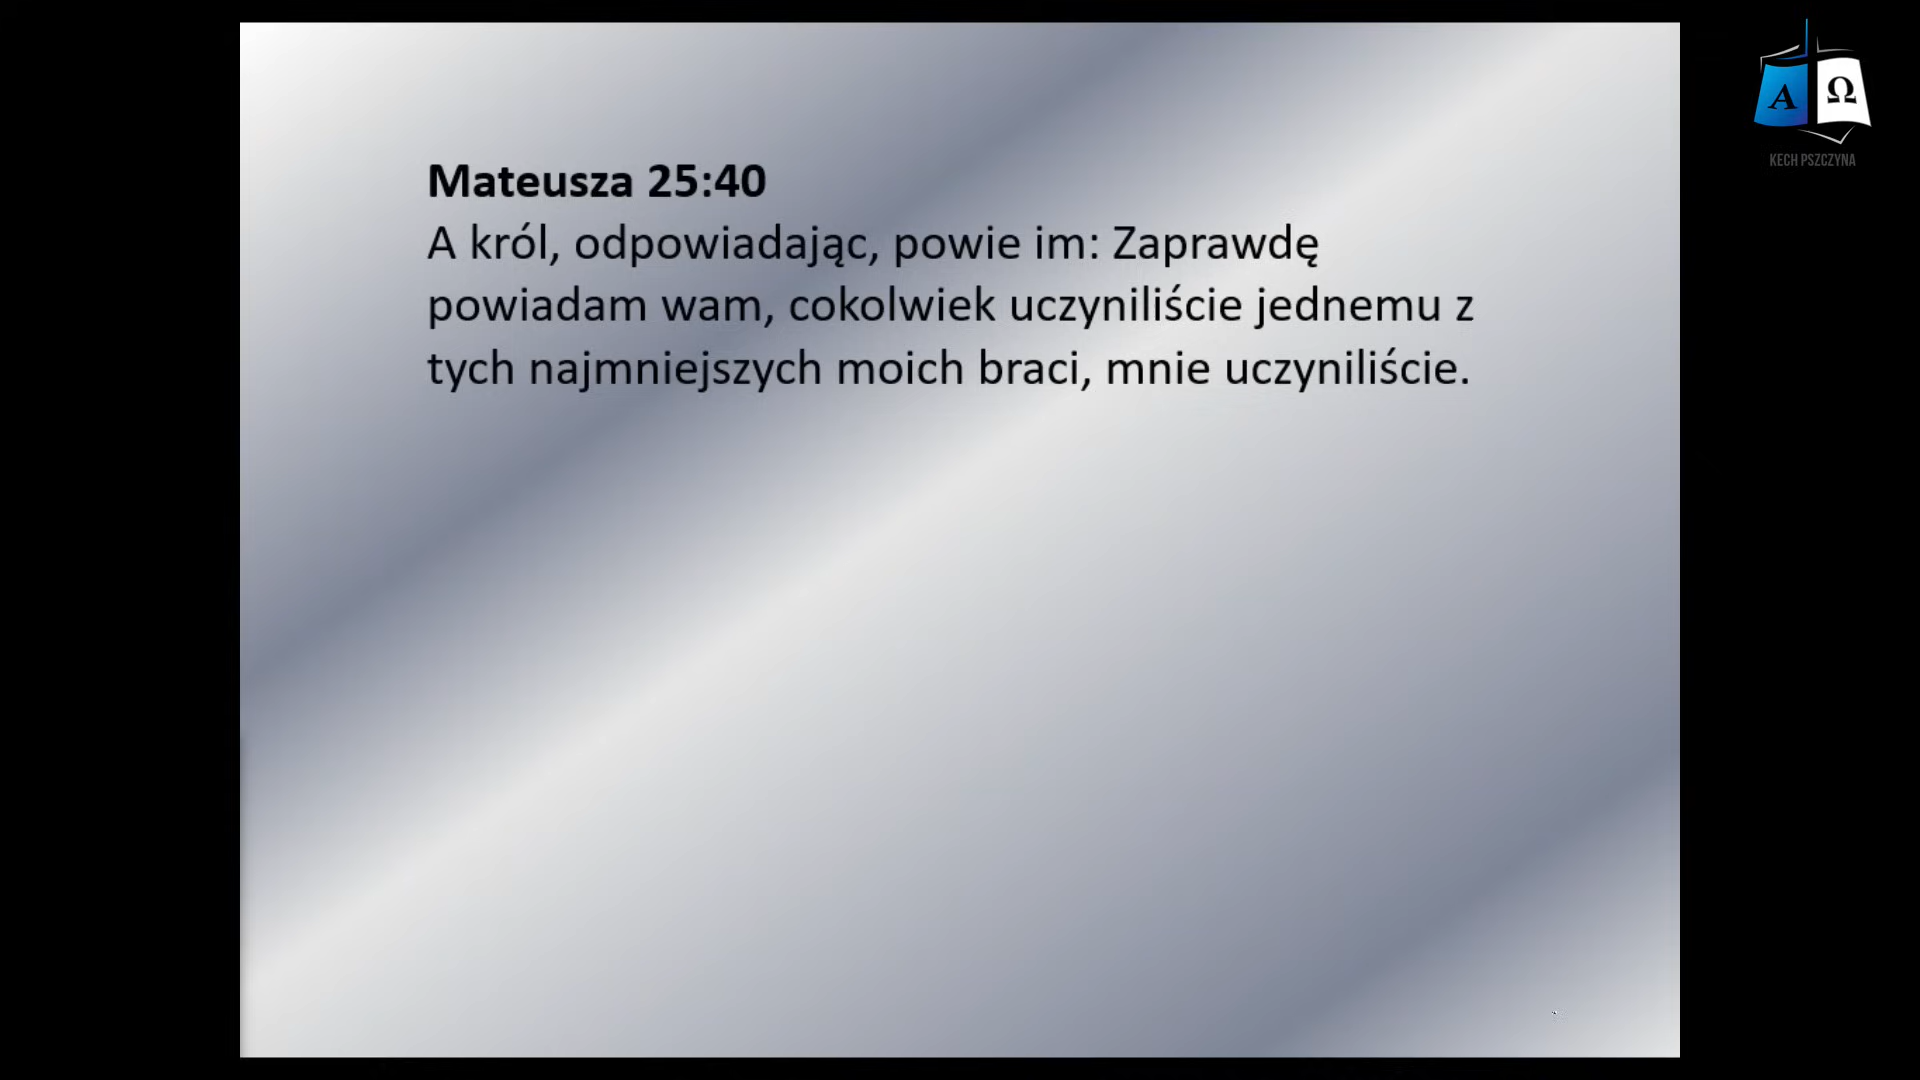 Mateusza 25:40
A król, odpowiadając, powie im: Zaprawdę
powiadam wam, cokolwiek uczyniliście jednemu z
tych najmniejszych moich braci, mnie uczyniliście.
A Ω
KECH PSZCZYNA